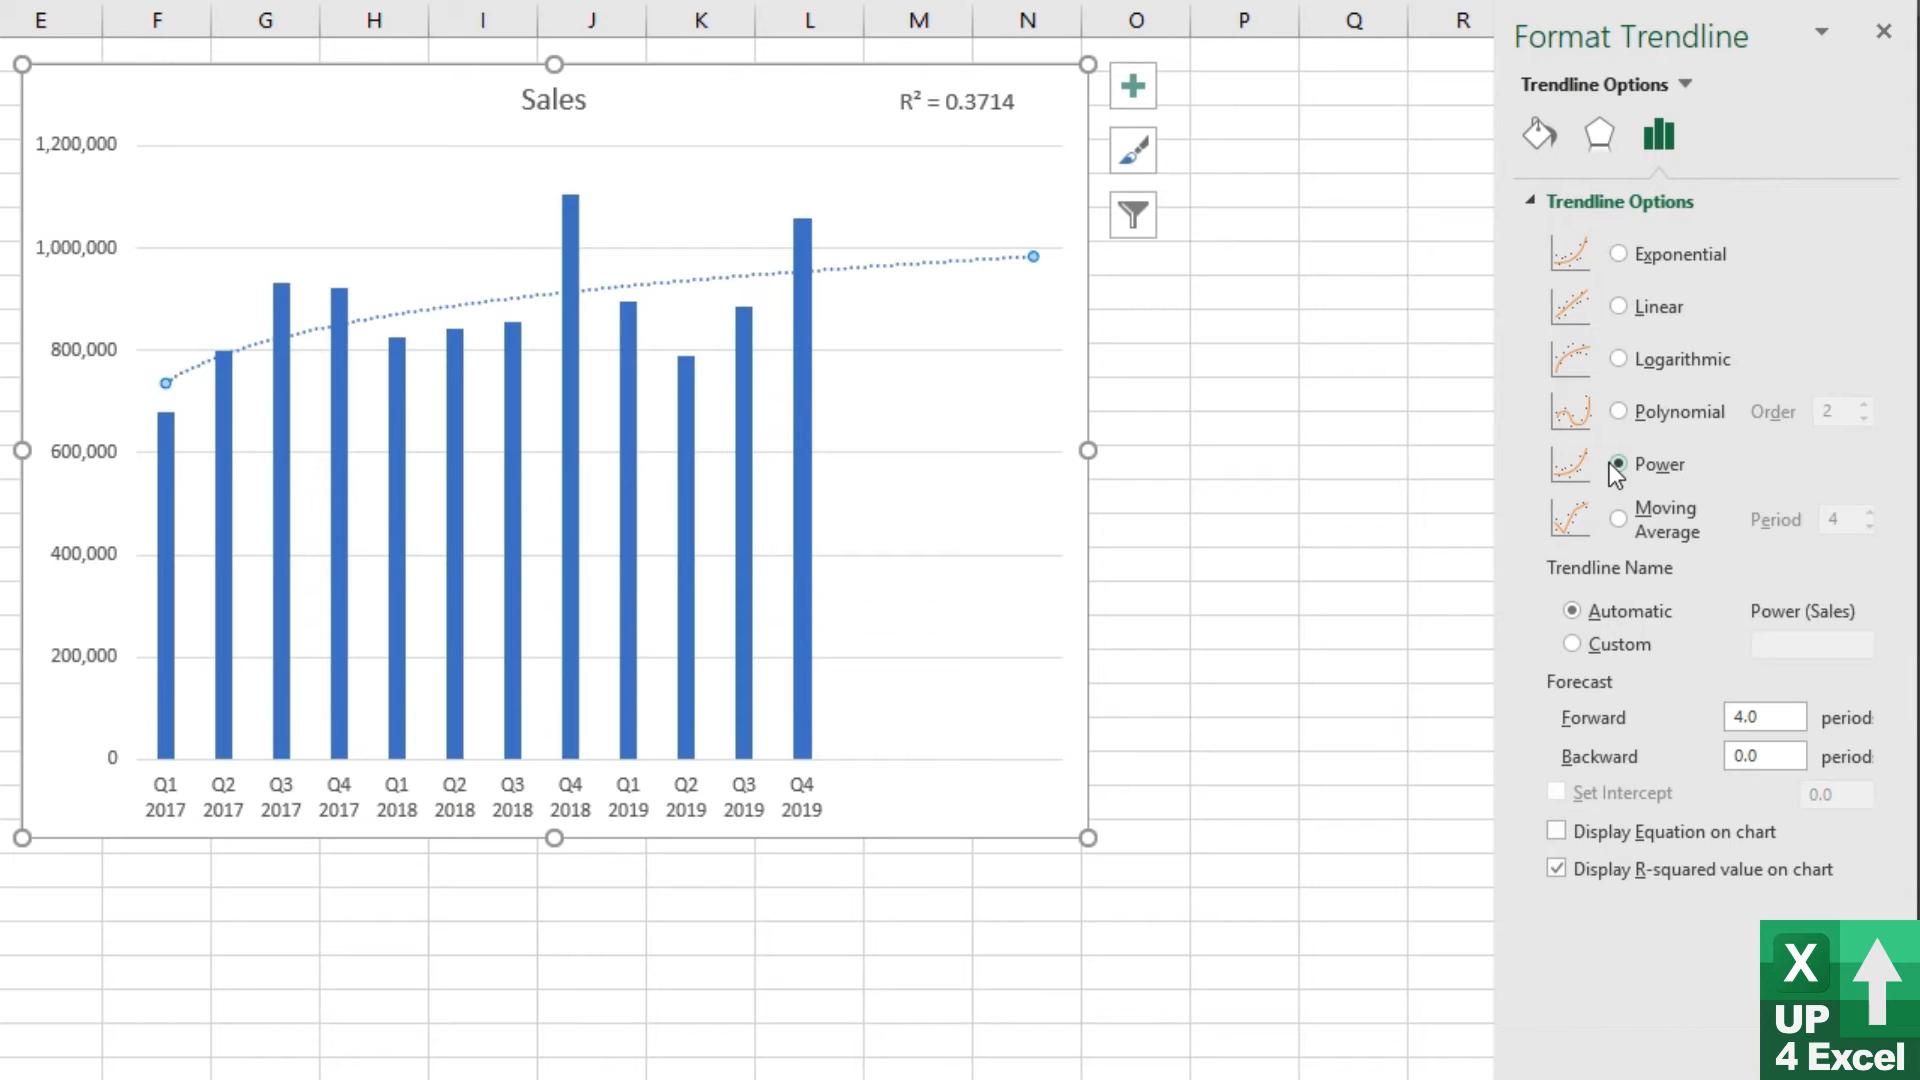 E F G H I J K L M N O P Q R
Sales
R² = 0.3714
1,200,000
1,000,000
800,000
600,000
400,000
200,000
0
Q1 Q2 Q3 Q4 Q1 Q2 Q3 Q4 Q1 Q2 Q3 Q4
2017 2017 2017 2017 2018 2018 2018 2018 2019 2019 2019 2019
Format Trendline
Trendline Options
Trendline Options
Exponential
Linear
Logarithmic
Polynomial Order 2
Power
Moving
Average Period 4
Trendline Name
Automatic Power (Sales)
Custom
Forecast
Forward 4.0 period
Backward 0.0 period
Set Intercept 0.0
Display Equation on chart
Display R-squared value on chart
X
UP
4 Excel